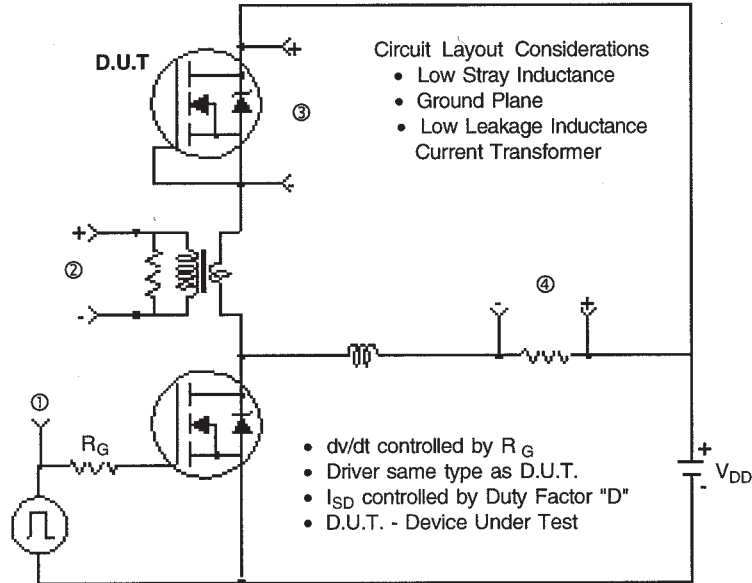 D.U.T
+
③
-
Circuit Layout Considerations
• Low Stray Inductance
• Ground Plane
• Low Leakage Inductance
Current Transformer
+
②
-
④
-
+
①
R_G
• dv/dt controlled by R_G
• Driver same type as D.U.T.
• I_SD controlled by Duty Factor "D"
• D.U.T. - Device Under Test
+
V_DD
-